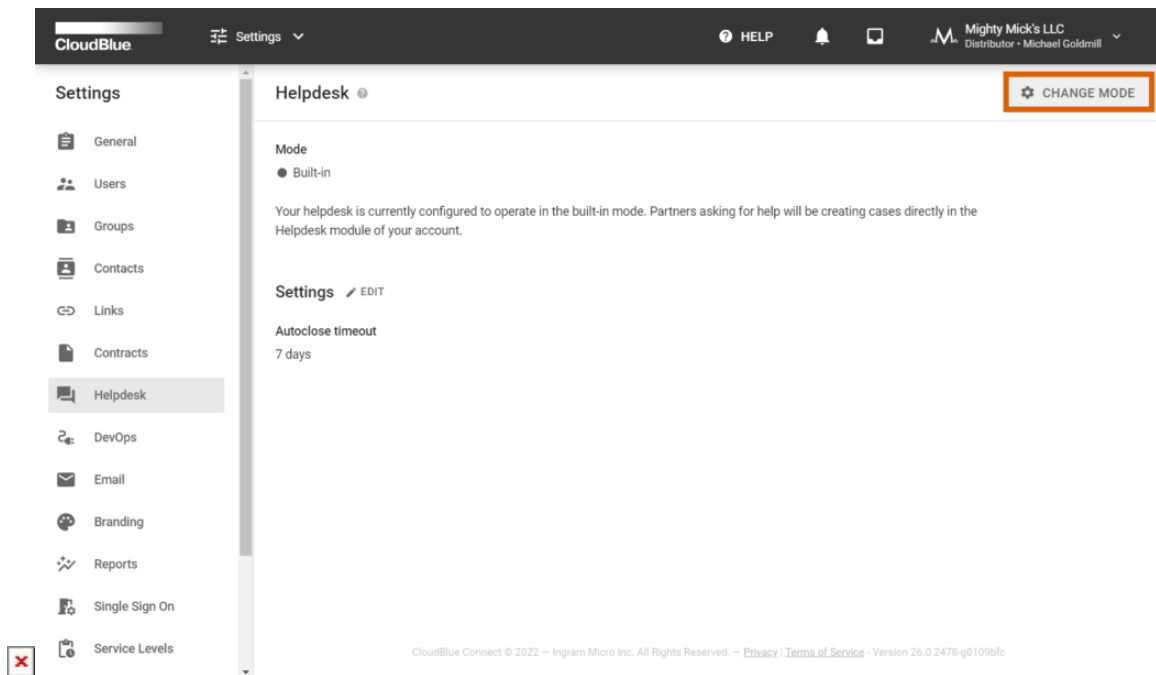 CloudBlue.
Settings
HELP
Mighty Mick's LLC
Distributor • Michael Goldmill
Settings
General
Users
Groups
Contacts
Links
Contracts
Helpdesk
DevOps
Email
Branding
Reports
Single Sign On
Service Levels
Helpdesk
CHANGE MODE
Mode
Built-in
Your helpdesk is currently configured to operate in the built-in mode. Partners asking for help will be creating cases directly in the
Helpdesk module of your account.
Settings EDIT
Autoclose timeout
7 days
CloudBlue Connect © 2022 — Ingram Micro Inc. All Rights Reserved. — Privacy | Terms of Service - Version 26.0.2478-g0109bfc